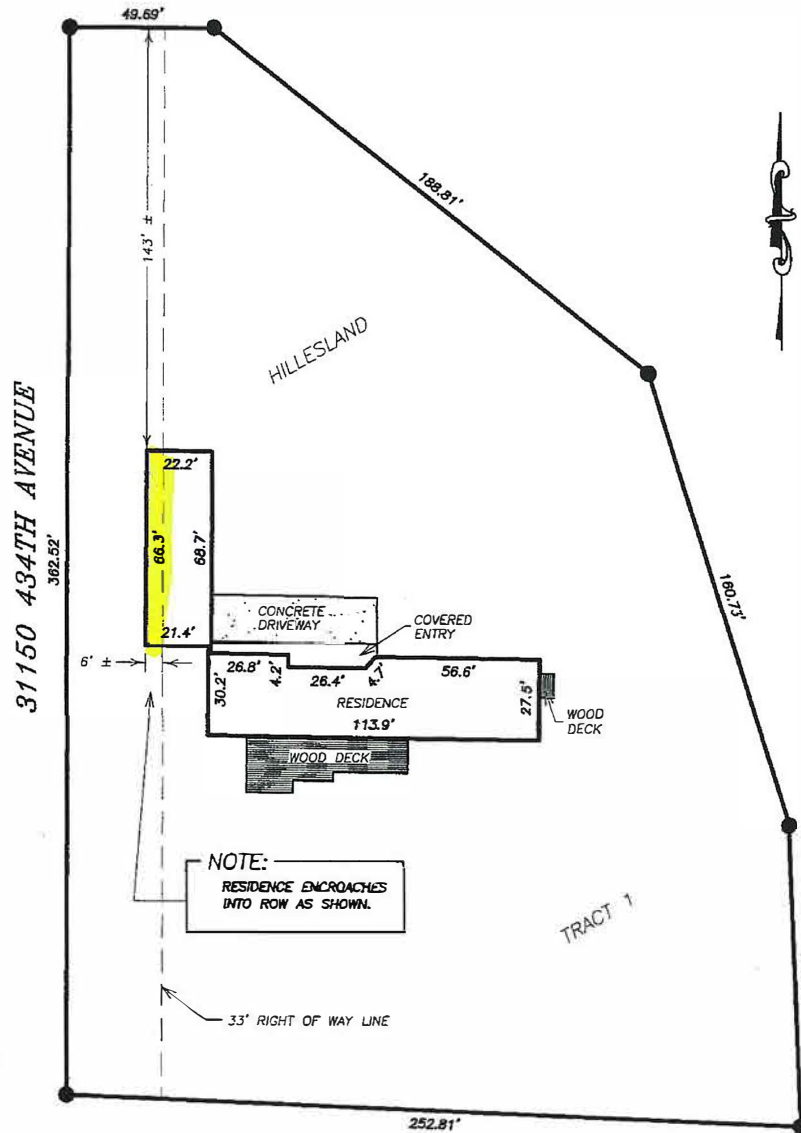 49.69'
188.81'
143' ±
HILLESLAND
31150 434TH AVENUE
362.52'
22.2'
66.3'
68.7'
21.4'
6' ±
CONCRETE
DRIVEWAY
COVERED
ENTRY
26.8'
4.2'
26.4'
4.7'
56.6'
30.2'
RESIDENCE
113.9'
27.5'
WOOD
DECK
WOOD DECK
160.73'
NOTE:
RESIDENCE ENCROACHES
INTO ROW AS SHOWN.
TRACT 1
33' RIGHT OF WAY LINE
252.81'